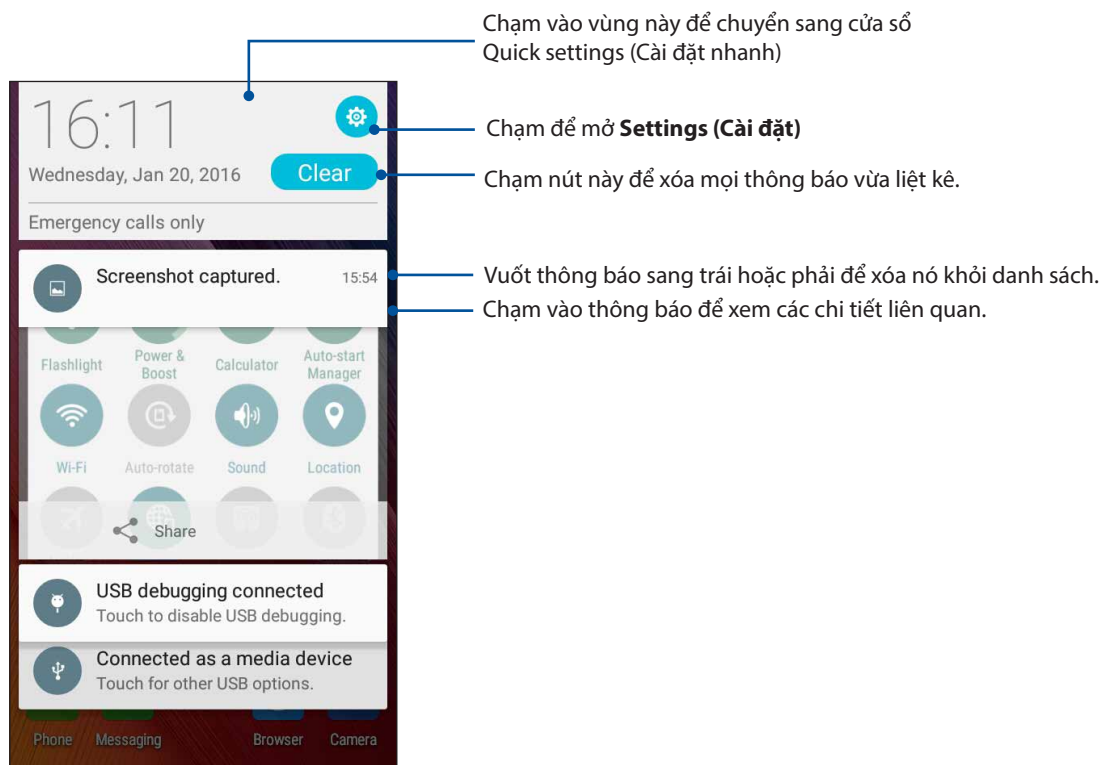 Chạm vào vùng này để chuyển sang cửa sổ
Quick settings (Cài đặt nhanh)
16:11
Chạm để mở Settings (Cài đặt)
Wednesday, Jan 20, 2016
Clear
Chạm nút này để xóa mọi thông báo vừa liệt kê.
Emergency calls only
Screenshot captured.
15:54
Vuốt thông báo sang trái hoặc phải để xóa nó khỏi danh sách.
Chạm vào thông báo để xem các chi tiết liên quan.
Flashlight
Power &
Boost
Calculator
Auto-start
Manager
Wi-Fi
Auto-rotate
Sound
Location
Share
USB debugging connected
Touch to disable USB debugging.
Connected as a media device
Touch for other USB options.
Phone
Messaging
Browser
Camera